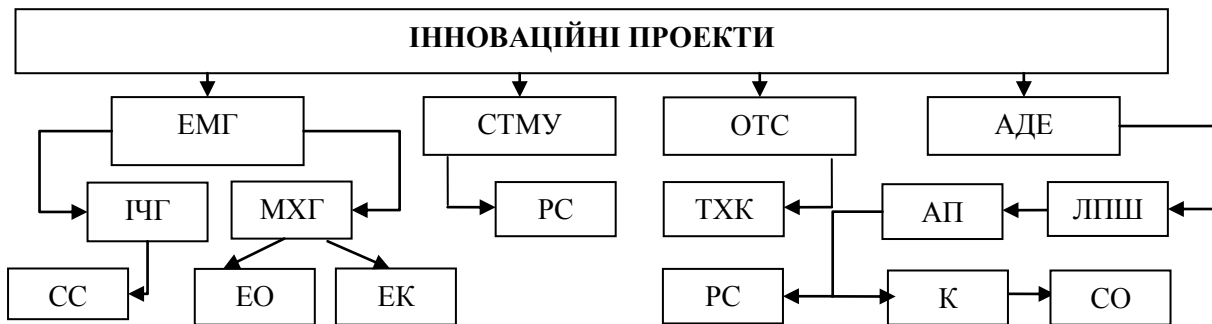 ІННОВАЦІЙНІ ПРОЕКТИ
ЕМГ
СТМУ
ОТС
АДЕ
ІЧГ
МХГ
РС
ТХК
АП
ЛПШ
СС
ЕО
ЕК
РС
К
СО